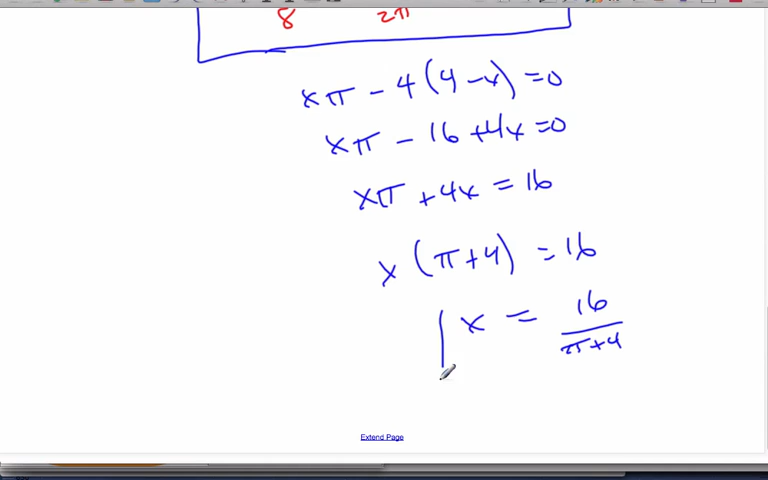 8 2π
xπ - 4(4-x) = 0
xπ - 16 + 4x = 0
xπ + 4x = 16
x(π+4) = 16
x = 16/(π+4)
Extend Page